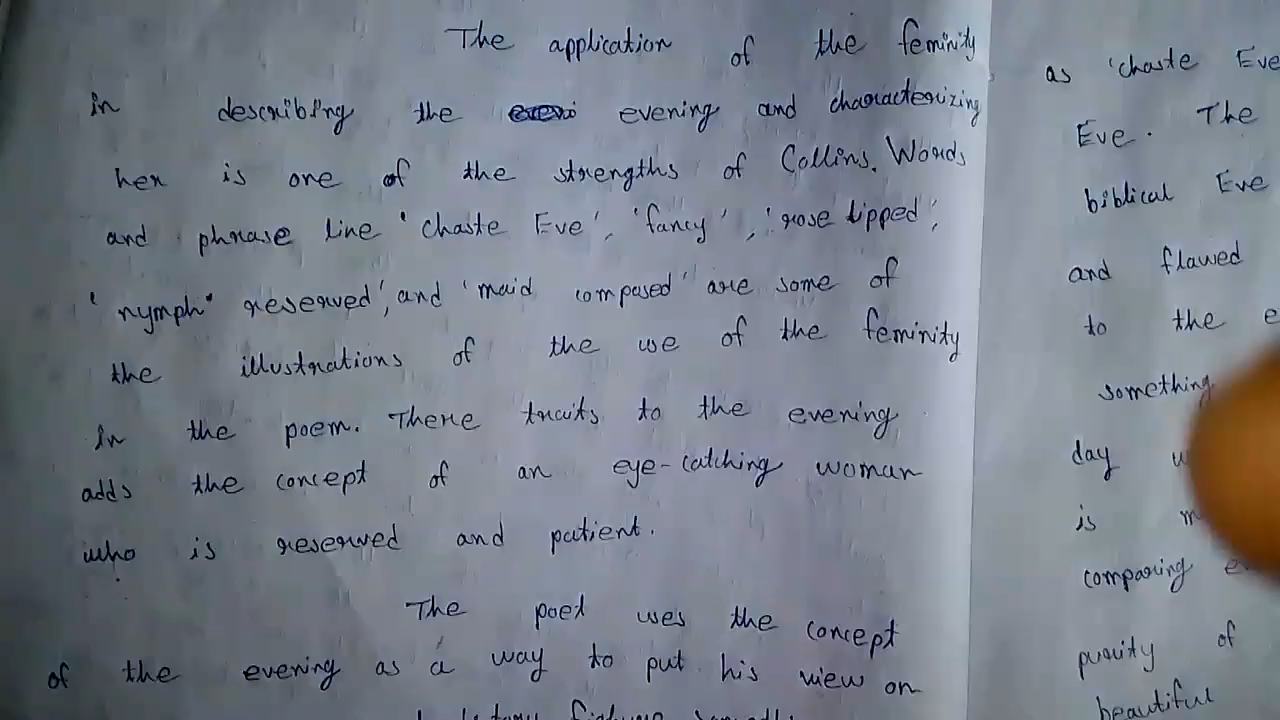 The application of the feminity
in describing the evening and characterizing
her is one of the strengths of Collins. Words
and phrase line 'chaste Eve', 'fancy', 'rose lipped',
'nymph" reserved', and 'maid composed' are some of
the illustrations of the use of the feminity
in the poem. There traits to the evening
adds the concept of an eye-catching woman
who is reserved and patient.
The poet uses the concept
of the evening as a way to put his view on
as 'chaste Eve
Eve. The
biblical Eve
and flawed
to the
something
day
is
comparing
purity of
beautiful